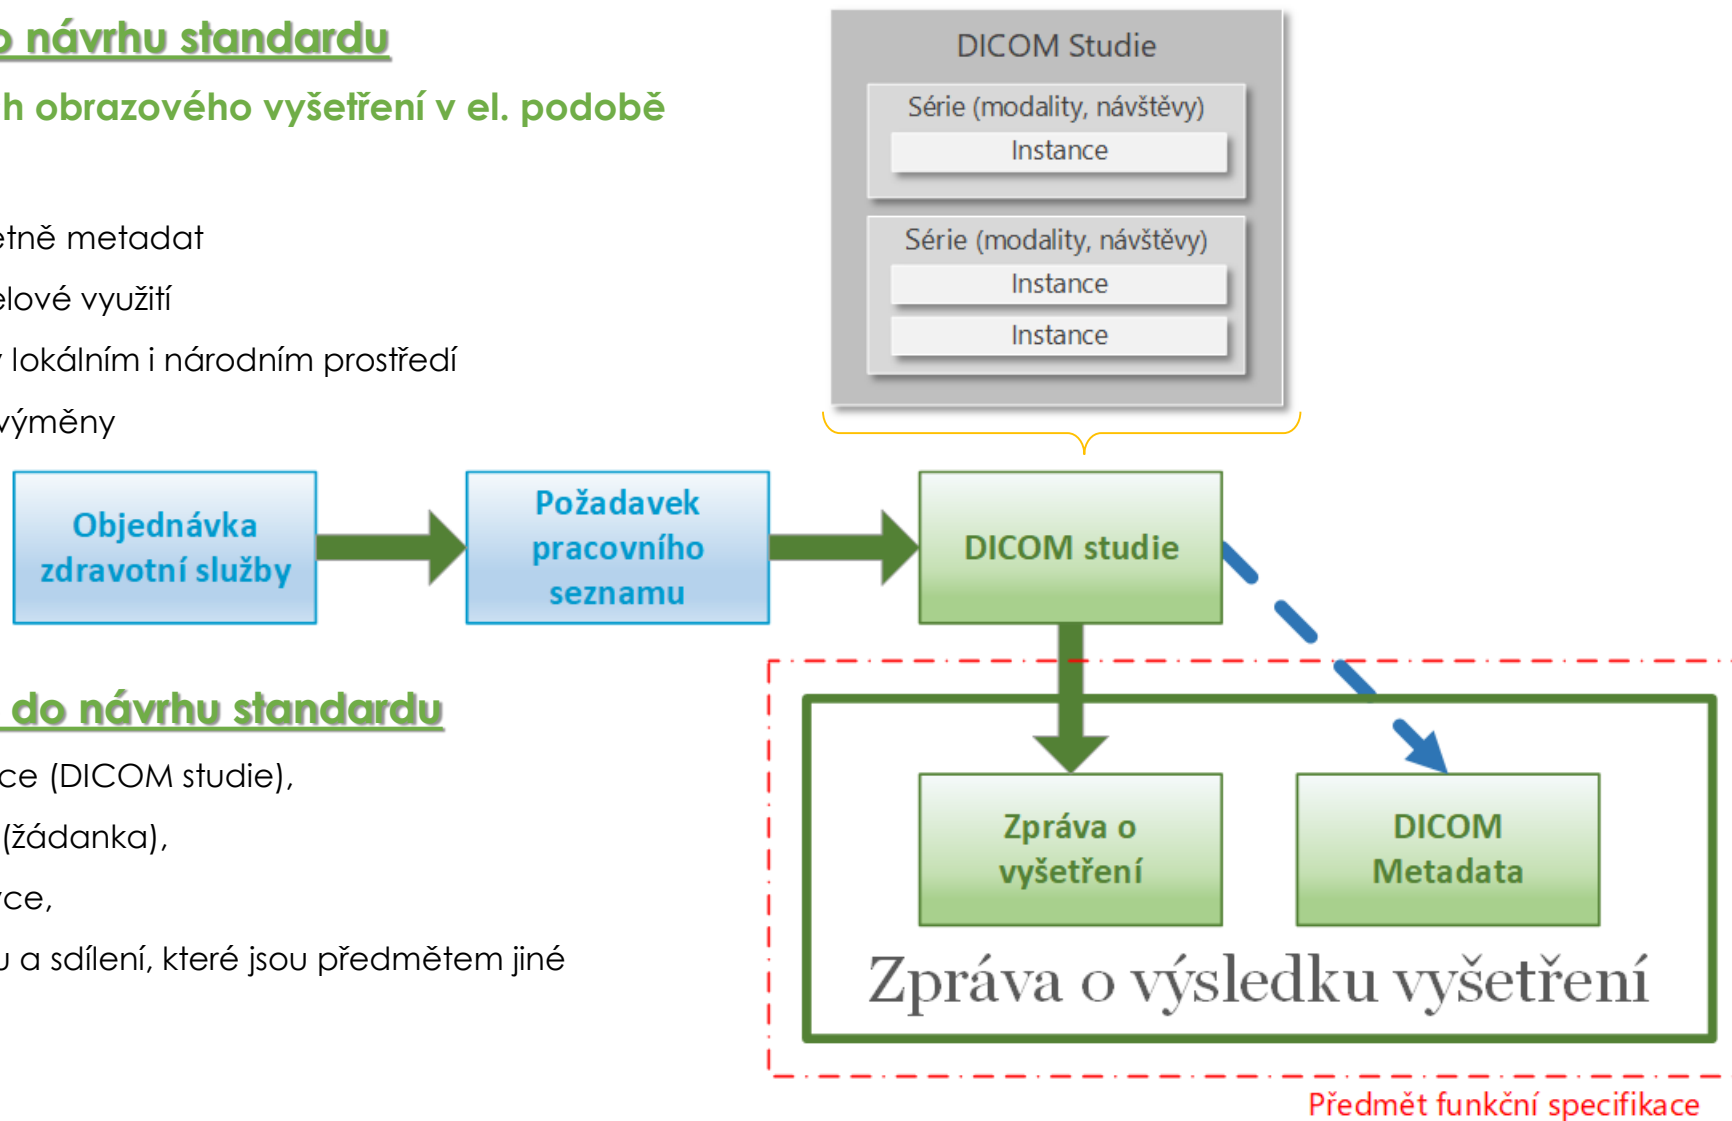 o návrhu standardu
h obrazového vyšetření v el. podobě
etně metadat
elové využití
v lokálním i národním prostředí
výměny
DICOM Studie
Série (modality, návštěvy)
Instance
Série (modality, návštěvy)
Instance
Instance
Objednávka
zdravotní služby
Požadavek
pracovního
seznamu
DICOM studie
do návrhu standardu
ce (DICOM studie),
(žádanka),
yce,
u a sdílení, které jsou předmětem jiné
Zpráva o
vyšetření
DICOM
Metadata
Zpráva o výsledku vyšetření
Předmět funkční specifikace